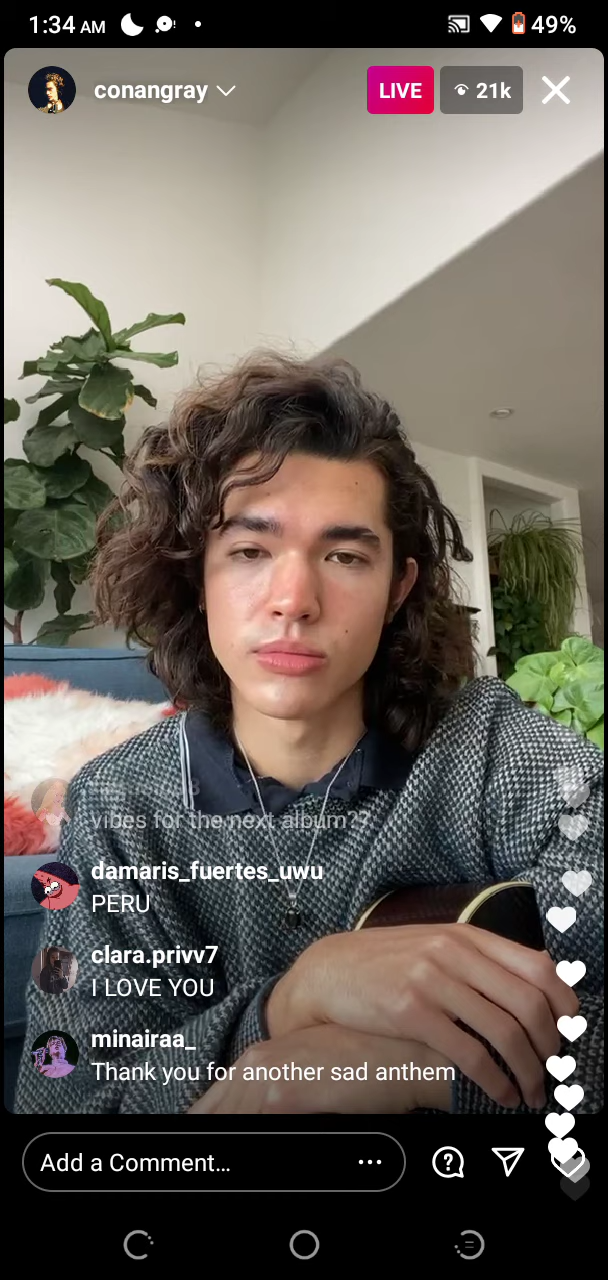 1:34 AM
49%
conangray
LIVE
21k
vibes for the next album??
damaris_fuertes_uwu
PERU
clara.privv7
I LOVE YOU
minairaa_
Thank you for another sad anthem
Add a Comment…